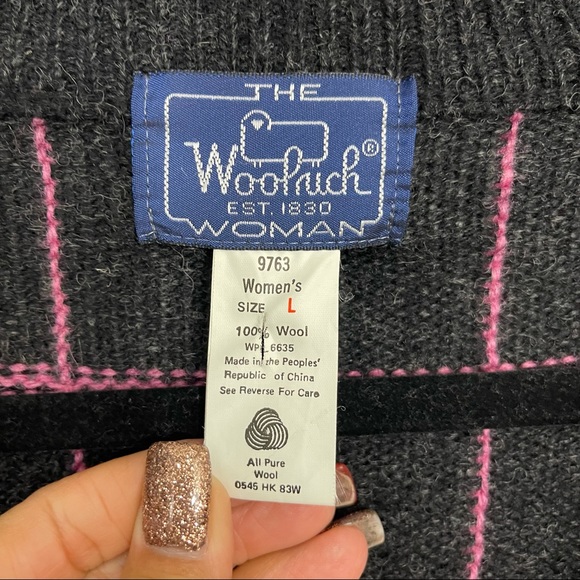 THE
Woolrich®
EST. 1830
WOMAN
9763
Women's
SIZE L
100% Wool
WPL 6635
Made in the Peoples'
Republic of China
See Reverse For Care
All Pure
Wool
0545 HK 83W